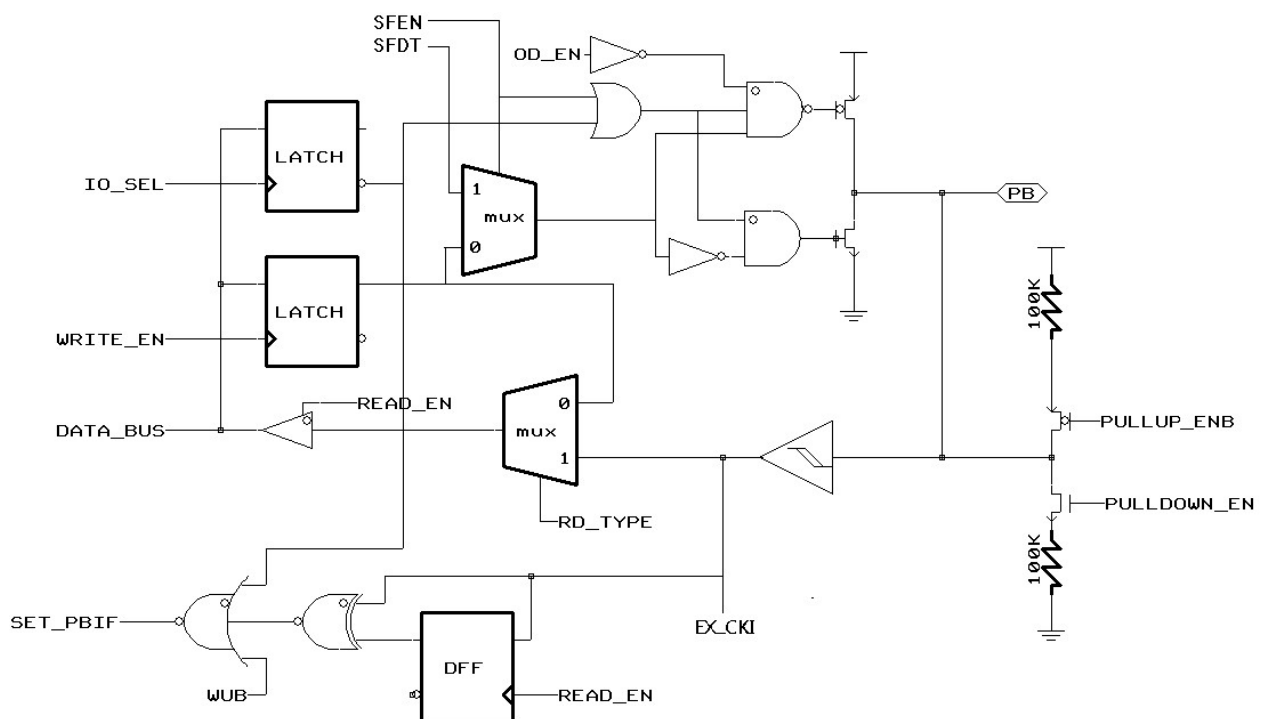 SFEN
SFDT
OD_EN
LATCH
IO_SEL
1
mux
0
PB
LATCH
WRITE_EN
100K
READ_EN
0
DATA_BUS
mux
1
PULLUP_ENB
RD_TYPE
PULLDOWN_EN
100K
SET_PBIF
EX_CKI
DFF
WUB
READ_EN